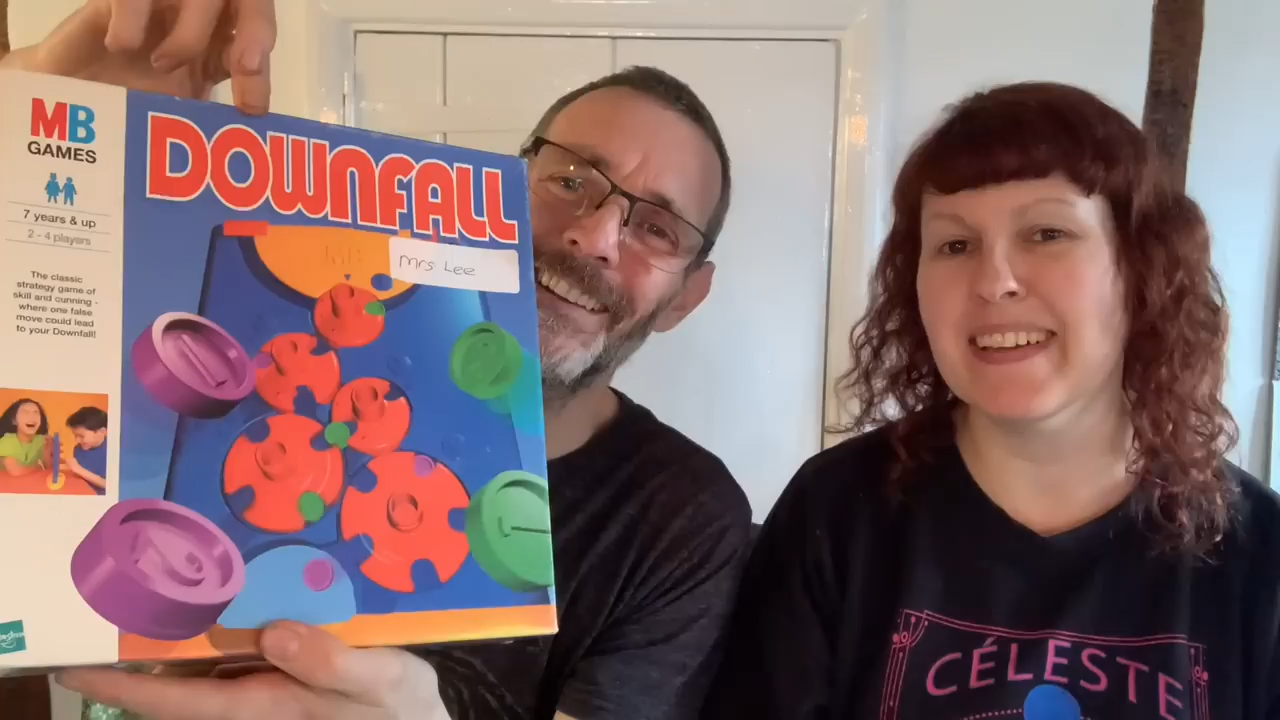 MB
GAMES
7 years & up
2 - 4 players
The classic
strategy game of
skill and cunning -
where one false
move could lead
to your Downfall!
DOWNFALL
Mrs Lee
CÉLESTE